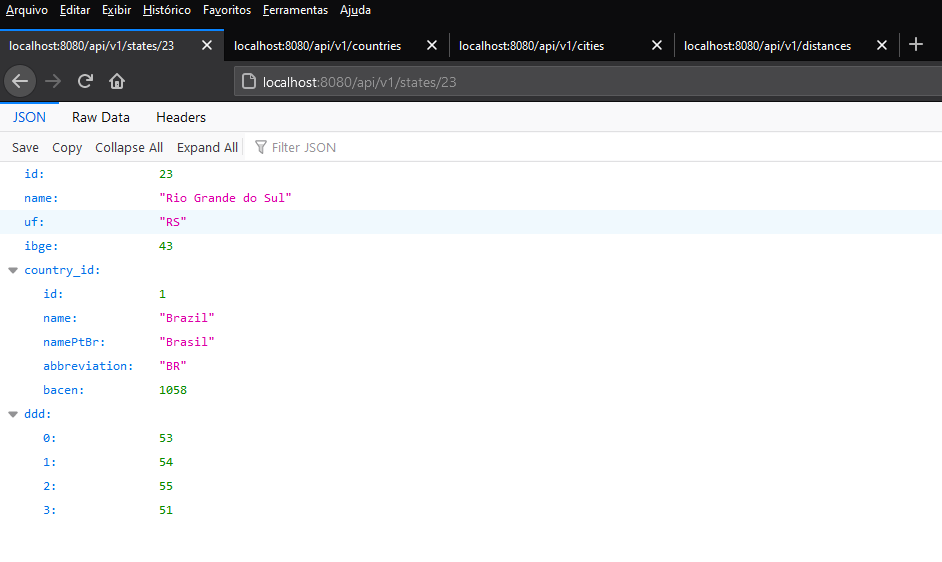 Arquivo Editar Exibir Histórico Favoritos Ferramentas Ajuda
localhost:8080/api/v1/states/23 localhost:8080/api/v1/countries localhost:8080/api/v1/cities localhost:8080/api/v1/distances
localhost:8080/api/v1/states/23
JSON Raw Data Headers
Save Copy Collapse All Expand All Filter JSON
id: 23
name: "Rio Grande do Sul"
uf: "RS"
ibge: 43
country_id:
id: 1
name: "Brazil"
namePtBr: "Brasil"
abbreviation: "BR"
bacen: 1058
ddd:
0: 53
1: 54
2: 55
3: 51